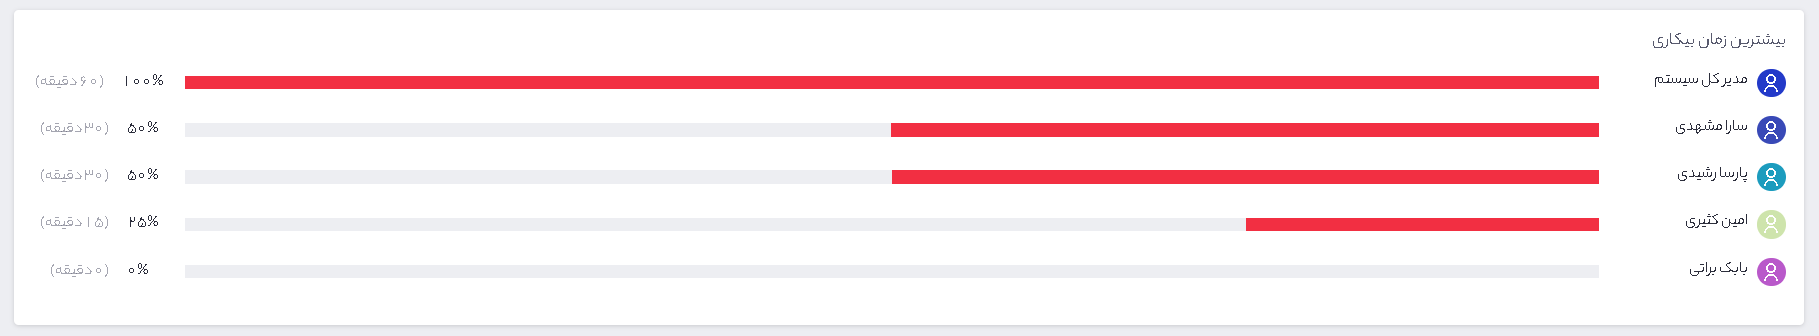 بیشترین زمان بیکاری
مدیر کل سیستم ۱۰۰% (۶۰ دقیقه)
سارا مشهدی ۵۰% (۳۰ دقیقه)
پارسا رشیدی ۵۰% (۳۰ دقیقه)
امین کثیری ۲۵% (۱۵ دقیقه)
بابک براتی ۰% (۰ دقیقه)